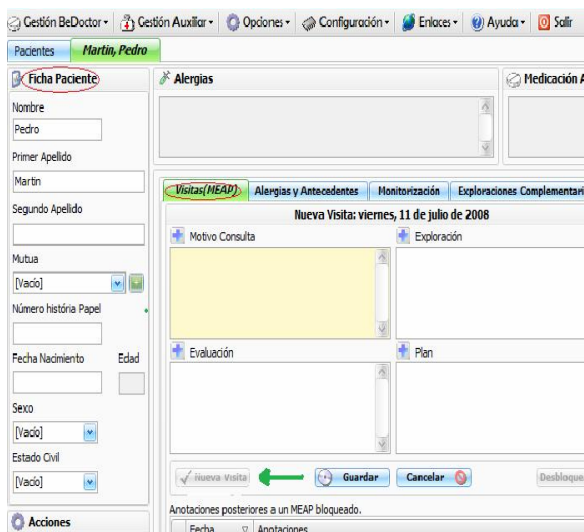 Gestión BeDoctor Gestión Auxiliar Opciones Configuración Enlaces Ayuda Salir
Pacientes Martin, Pedro
Ficha Paciente
Nombre
Pedro
Primer Apellido
Martin
Segundo Apellido
Mutua
[Vacío]
Número história Papel
Fecha Nacimiento Edad
Sexo
[Vacío]
Estado Civil
[Vacío]
Acciones
Alergias
Medicación A
Visitas(MEAP) Alergias y Antecedentes Monitorización Exploraciones Complementari
Nueva Visita: viernes, 11 de julio de 2008
Motivo Consulta Exploración
Evaluación Plan
Nueva Visita Guardar Cancelar Desbloque
Anotaciones posteriores a un MEAP bloqueado.
Fecha Anotaciones